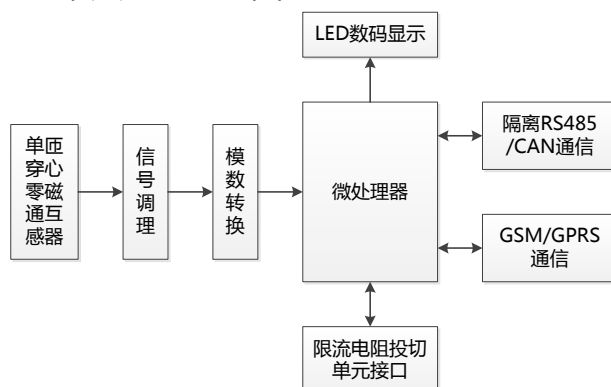 LED数码显示
单匝
穿心
零磁
通互
感器
信
号
调
理
模
数
转
换
微处理器
隔离RS485
/CAN通信
GSM/GPRS
通信
限流电阻投切
单元接口